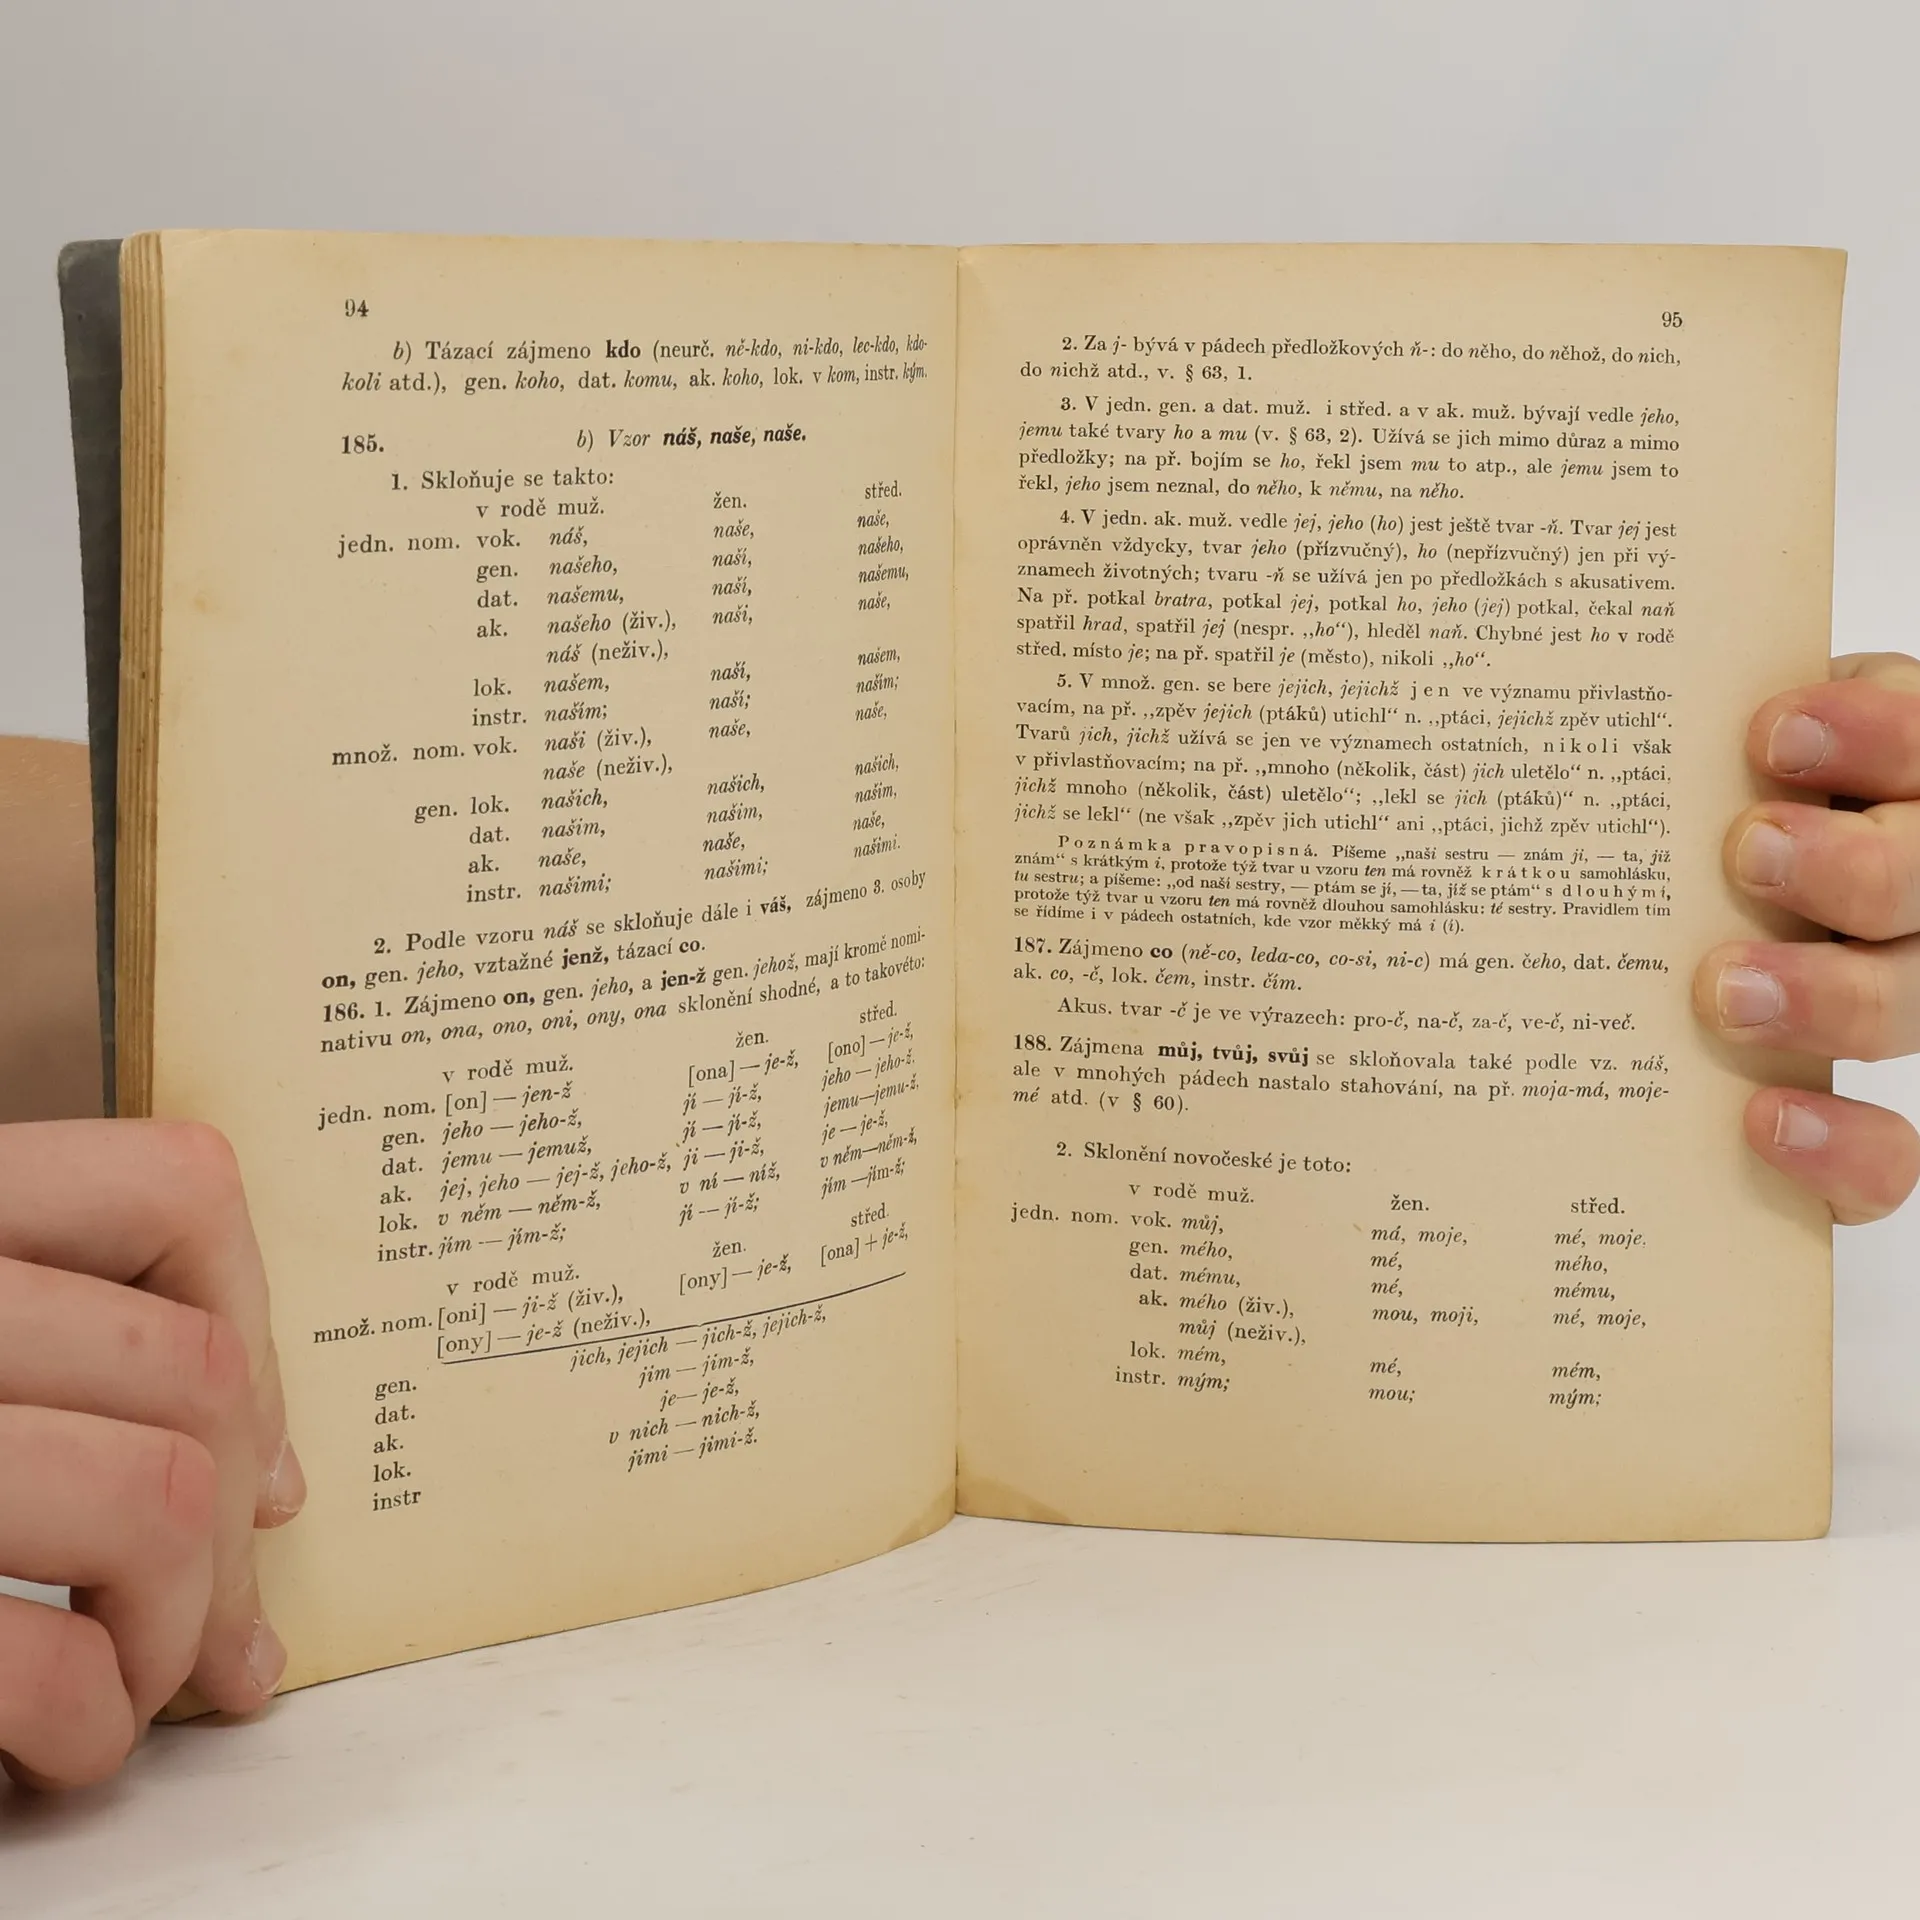 94
b) Tázací zájmeno kdo (neurč. ně-kdo, ni-kdo, lec-kdo, kdo-
koli atd.), gen. koho, dat. komu, ak. koho, lok. v kom, instr. kým.
185. b) Vzor náš, naše, naše.
1. Skloňuje se takto:
v rodě muž. žen. střed.
jedn. nom. vok. náš, naše, naše,
gen. našeho, naší, našeho,
dat. našemu, naší, našemu,
ak. našeho (živ.), naši, naše,
náš (neživ.),
lok. našem, naší, našem,
instr. naším; naší; naším;
množ. nom. vok. naši (živ.), naše, naše,
naše (neživ.),
gen. lok. našich, našich, našich,
dat. našim, našim, našim,
ak. naše, naše, naše,
instr. našimi; našimi; našimi.
2. Podle vzoru náš se skloňuje dále i váš, zájmeno 3. osoby
on, gen. jeho, vztažné jenž, tázací co.
186. 1. Zájmeno on, gen. jeho, a jen-ž gen. jehož, mají kromě nomi-
nativu on, ona, ono, oni, ony, ona sklonění shodné, a to takovéto:
v rodě muž. žen. střed.
jedn. nom. [on] — jen-ž [ona] — je-ž, [ono] — je-ž,
gen. jeho — jeho-ž, jí — jí-ž, jeho — jeho-ž,
dat. jemu — jemuž, jí — jí-ž, jemu—jemu-ž,
ak. jej, jeho — jej-ž, jeho-ž, ji — ji-ž, je — je-ž,
lok. v něm — něm-ž, v ní — níž, v něm—něm-ž,
instr. jím — jím-ž; jí — jí-ž; jím —jím-ž;
v rodě muž. žen. střed.
množ. nom. [oni] — ji-ž (živ.), [ony] — je-ž, [ona] + je-ž,
[ony] — je-ž (neživ.),
gen. jich, jejich — jich-ž, jejich-ž,
dat. jim — jim-ž,
ak. je— je-ž,
lok. v nich — nich-ž,
instr jimi — jimi-ž.
95
2. Za j- bývá v pádech předložkových ň-: do něho, do něhož, do nich,
do nichž atd., v. § 63, 1.
3. V jedn. gen. a dat. muž. i střed. a v ak. muž. bývají vedle jeho,
jemu také tvary ho a mu (v. § 63, 2). Užívá se jich mimo důraz a mimo
předložky; na př. bojím se ho, řekl jsem mu to atp., ale jemu jsem to
řekl, jeho jsem neznal, do něho, k němu, na něho.
4. V jedn. ak. muž. vedle jej, jeho (ho) jest ještě tvar -ň. Tvar jej jest
oprávněn vždycky, tvar jeho (přízvučný), ho (nepřízvučný) jen při vý-
znamech životných; tvaru -ň se užívá jen po předložkách s akusativem.
Na př. potkal bratra, potkal jej, potkal ho, jeho (jej) potkal, čekal naň
spatřil hrad, spatřil jej (nespr. „ho“), hleděl naň. Chybné jest ho v rodě
střed. místo je; na př. spatřil je (město), nikoli „ho“.
5. V množ. gen. se bere jejich, jejichž jen ve významu přivlastňo-
vacím, na př. „zpěv jejich (ptáků) utichl“ n. „ptáci, jejichž zpěv utichl“.
Tvarů jich, jichž užívá se jen ve významech ostatních, nikoli však
v přivlastňovacím; na př. „mnoho (několik, část) jich uletělo“ n. „ptáci,
jichž mnoho (několik, část) uletělo“; „lekl se jich (ptáků)“ n. „ptáci,
jichž se lekl“ (ne však „zpěv jich utichl“ ani „ptáci, jichž zpěv utichl“).
Poznámka pravopisná. Píšeme „naši sestru — znám ji, — ta, již
znám“ s krátkým i, protože týž tvar u vzoru ten má rovněž krátkou samohlásku,
tu sestru; a píšeme: „od naší sestry, — ptám se jí, — ta, jíž se ptám“ s dlouhým í,
protože týž tvar u vzoru ten má rovněž dlouhou samohlásku: té sestry. Pravidlem tím
se řídíme i v pádech ostatních, kde vzor měkký má i (í).
187. Zájmeno co (ně-co, leda-co, co-si, ni-c) má gen. čeho, dat. čemu,
ak. co, -č, lok. čem, instr. čím.
Akus. tvar -č je ve výrazech: pro-č, na-č, za-č, ve-č, ni-več.
188. Zájmena můj, tvůj, svůj se skloňovala také podle vz. náš,
ale v mnohých pádech nastalo stahování, na př. moja-má, moje-
mé atd. (v § 60).
2. Sklonění novočeské je toto:
v rodě muž. žen. střed.
jedn. nom. vok. můj, má, moje, mé, moje.
gen. mého, mé, mého,
dat. mému, mé, mému,
ak. mého (živ.), mou, moji, mé, moje,
můj (neživ.),
lok. mém, mé, mém,
instr. mým; mou; mým;